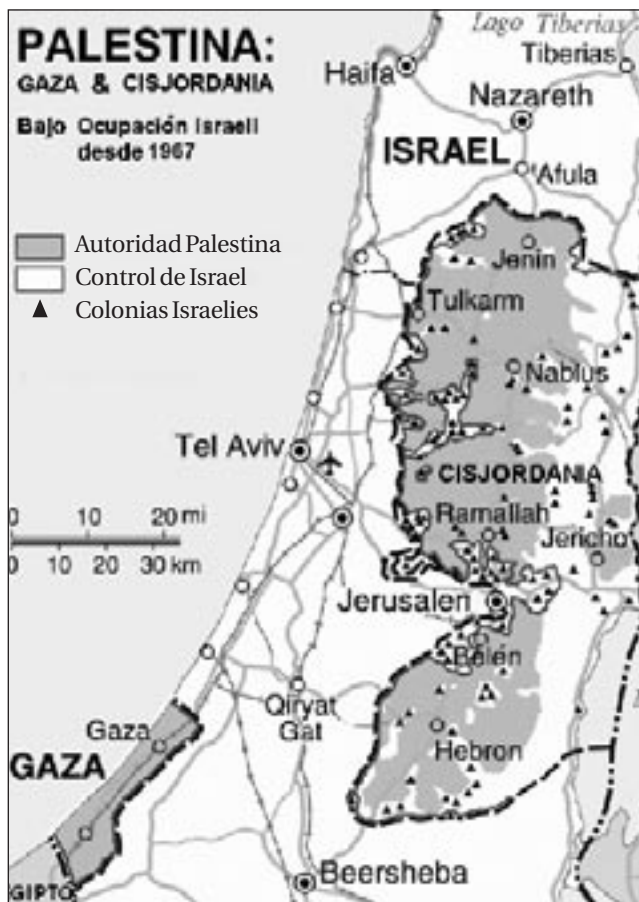 PALESTINA:
GAZA & CISJORDANIA
Bajo Ocupación Israelí
desde 1967
Autoridad Palestina
Control de Israel
Colonias Israelies
Lago Tiberias
Tiberias
Haifa
Nazareth
ISRAEL
Afula
Jenin
Tulkarm
Nablus
Tel Aviv
CISJORDANIA
0 20 mi
0 10 20 30 km
Ramallah
Jericho
Jerusalen
Belén
Qiryat
Gat
Gaza
GAZA
Hebron
Beersheba
GIPTO